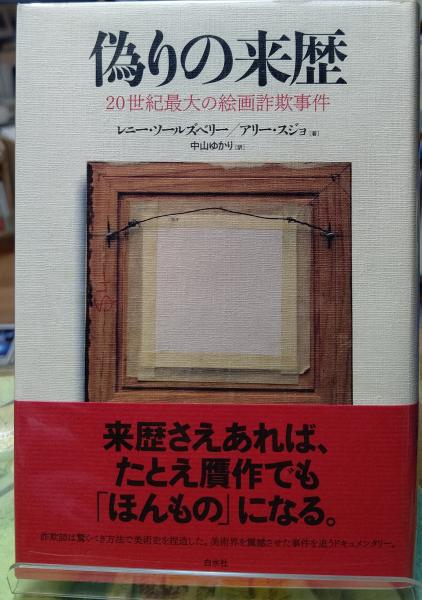 偽りの来歴
20世紀最大の絵画詐欺事件
レニー・ソールズベリー/アリー・スジョ[著]
中山ゆかり[訳]
来歴さえあれば、
たとえ贋作でも
「ほんもの」になる。
詐欺師は驚くべき方法で美術史を捏造した。美術界を震撼させた事件を追うドキュメンタリー。
白水社